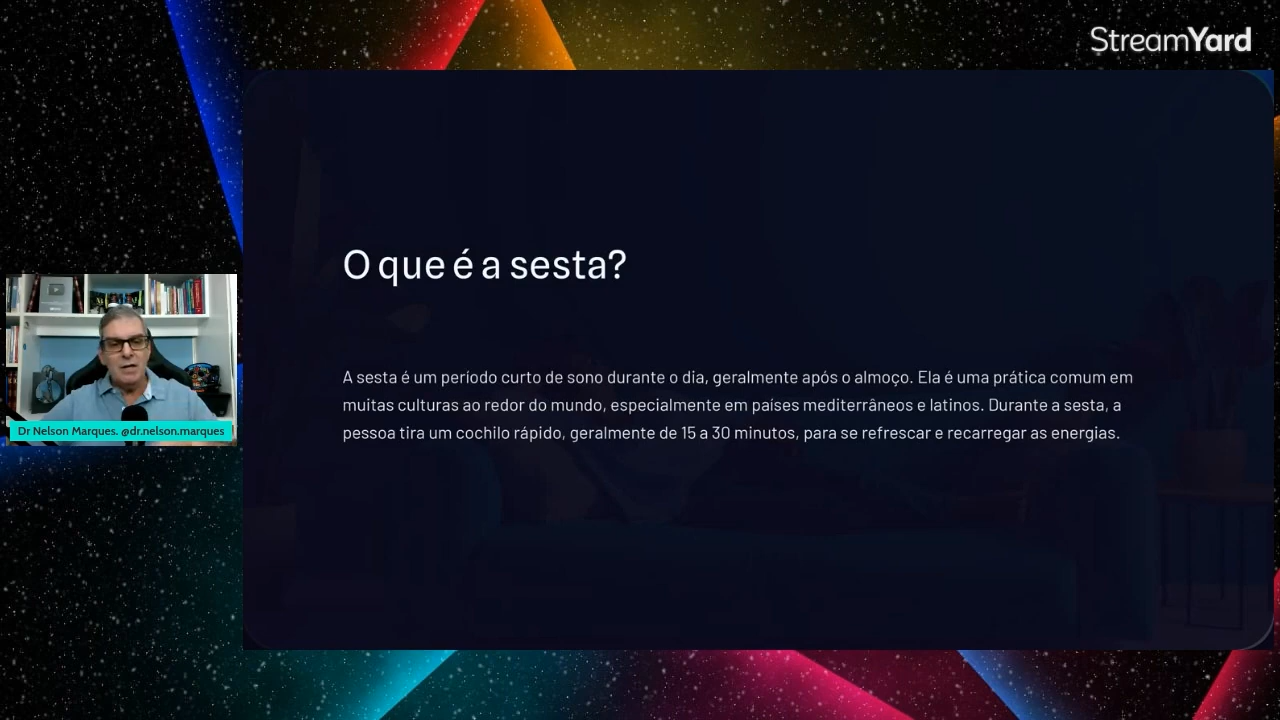 StreamYard
O que é a sesta?
A sesta é um período curto de sono durante o dia, geralmente após o almoço. Ela é uma prática comum em
muitas culturas ao redor do mundo, especialmente em países mediterrâneos e latinos. Durante a sesta, a
pessoa tira um cochilo rápido, geralmente de 15 a 30 minutos, para se refrescar e recarregar as energias.
Dr Nelson Marques. @dr.nelson.marques